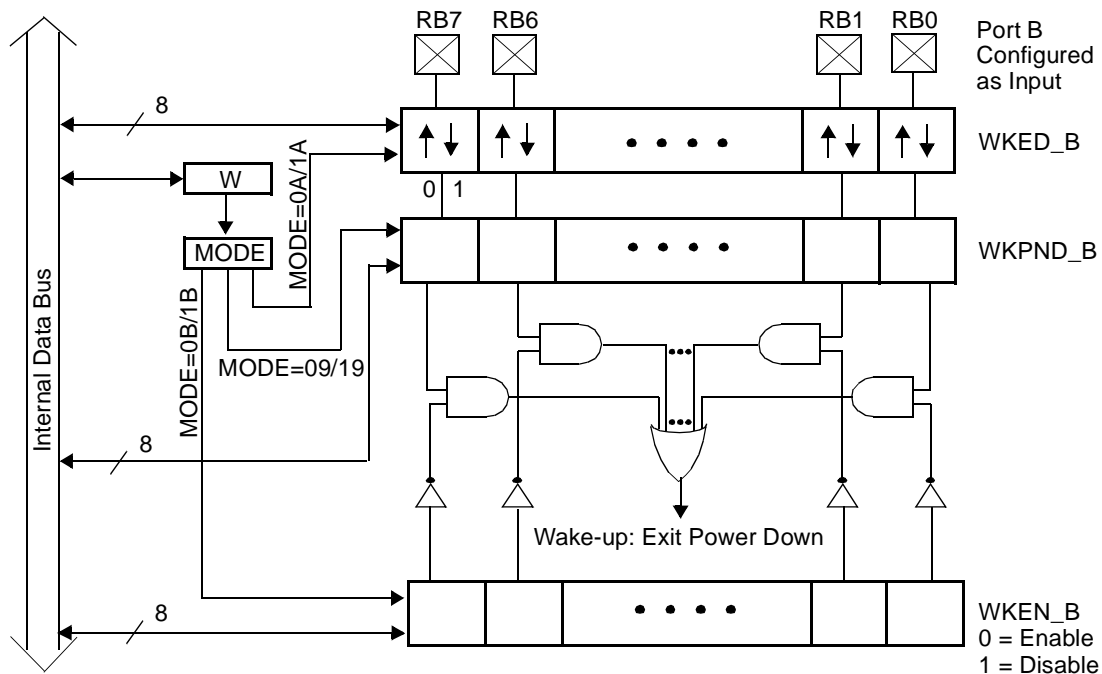 RB7 RB6 RB1 RB0
Port B
Configured
as Input
8
WKED_B
W
0 1
MODE=0A/1A
MODE
WKPND_B
Internal Data Bus
MODE=0B/1B
MODE=09/19
8
Wake-up: Exit Power Down
8
WKEN_B
0 = Enable
1 = Disable